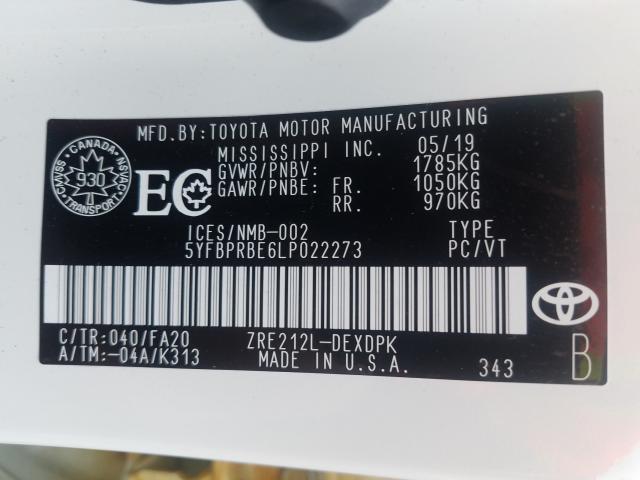 MFD.BY:TOYOTA MOTOR MANUFACTURING
MISSISSIPPI INC. 05/19
GVWR/PNBV: 1785KG
GAWR/PNBE: FR. 1050KG
RR. 970KG
CANADA
930
TRANSPORT
CMVSS
NSVAC
EC
ICES/NMB-002 TYPE
5YFBPRBE6LP022273 PC/VT
C/TR:040/FA20 ZRE212L-DEXDPK
A/TM:-04A/K313 MADE IN U.S.A.
343
B